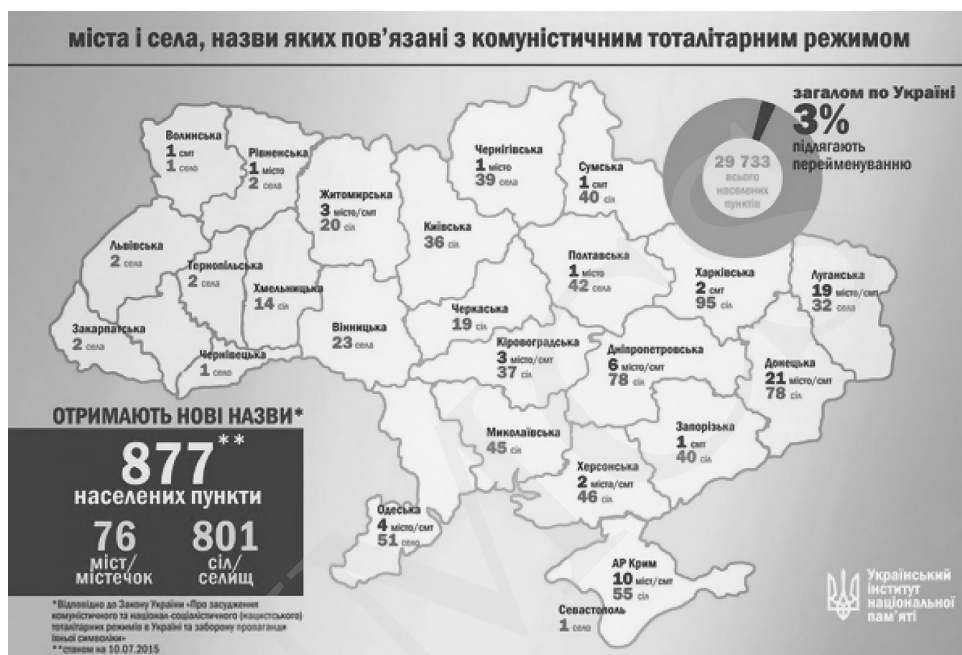 міста і села, назви яких пов'язані з комуністичним тоталітарним режимом
загалом по Україні
3%
підлягають
перейменуванню
29 733
всього
населених
пунктів
Волинська
1 смт
1 село
Рівненська
1 місто
2 села
Житомирська
3 місто/смт
20 сіл
Чернігівська
1 місто
39 села
Сумська
1 смт
40 сіл
Київська
36 сіл
Львівська
2 села
Тернопільська
2 села
Хмельницька
14 сіл
Полтавська
1 місто
42 села
Харківська
2 смт
95 сіл
Луганська
19 місто/смт
32 села
Закарпатська
2 села
Чернівецька
1 село
Вінницька
23 села
Черкаська
19 сіл
Кіровоградська
3 місто/смт
37 сіл
Дніпропетровська
6 місто/смт
78 сіл
Донецька
21 місто/смт
78 сіл
Миколаївська
45 сіл
Запорізька
1 смт
40 сіл
Херсонська
2 міста/смт
46 сіл
Одеська
4 місто/смт
51 село
АР Крим
10 міст/смт
55 сіл
Севастополь
1 село
ОТРИМАЮТЬ НОВІ НАЗВИ*
877**
населених пункти
76
міст/
містечок
801
сіл/
селищ
*Відповідно до Закону України «Про засудження
комуністичного та націонал-соціалістичного (нацистського)
тоталітарних режимів в Україні та заборону пропаганди
їхньої символіки»
**станом на 10.07.2015
Український
інститут
національної
пам'яті